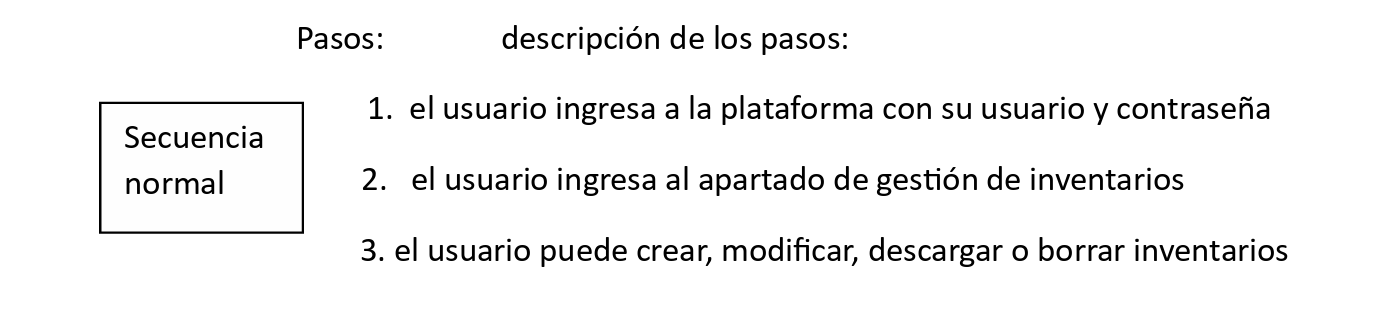 Pasos: descripción de los pasos:
Secuencia
normal
1. el usuario ingresa a la plataforma con su usuario y contraseña
2. el usuario ingresa al apartado de gestión de inventarios
3. el usuario puede crear, modificar, descargar o borrar inventarios